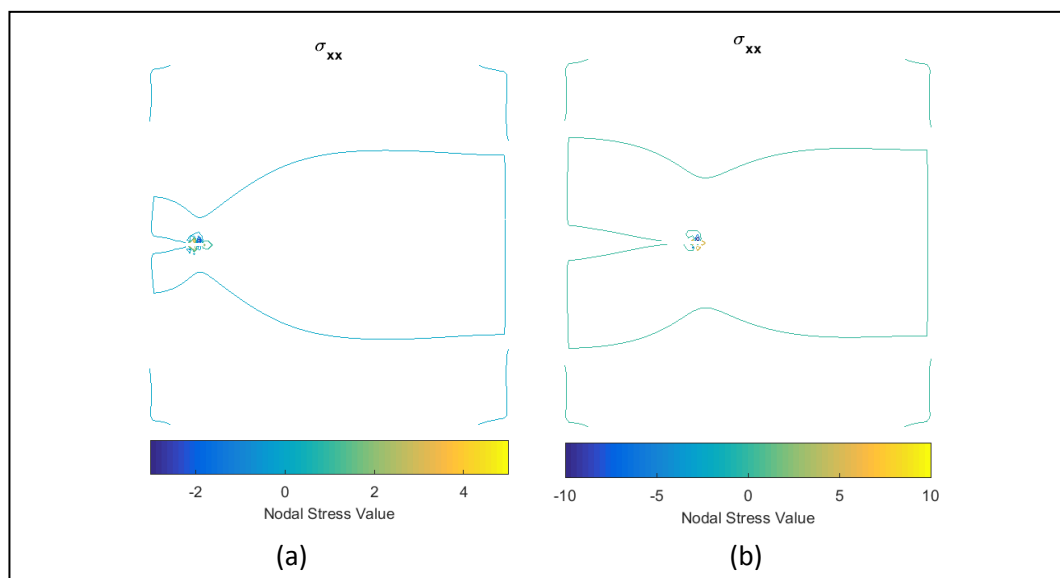 σxx
σxx
-2 0 2 4
Nodal Stress Value
-10 -5 0 5 10
Nodal Stress Value
(a)
(b)